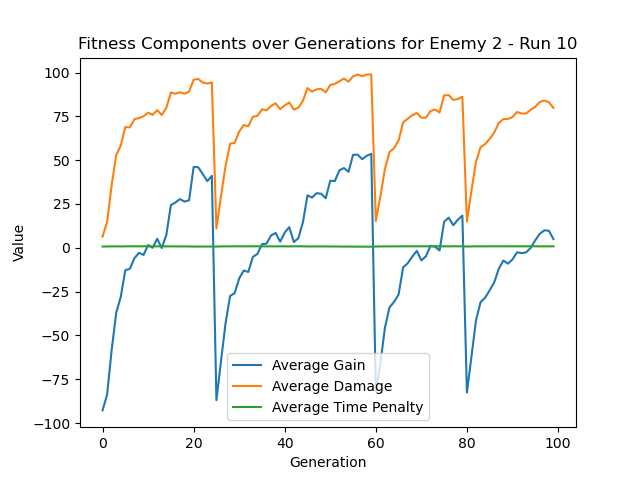 Fitness Components over Generations for Enemy 2 - Run 10
100
75
50
25
0
−25
−50
−75
−100
Value
Average Gain
Average Damage
Average Time Penalty
0 20 40 60 80 100
Generation